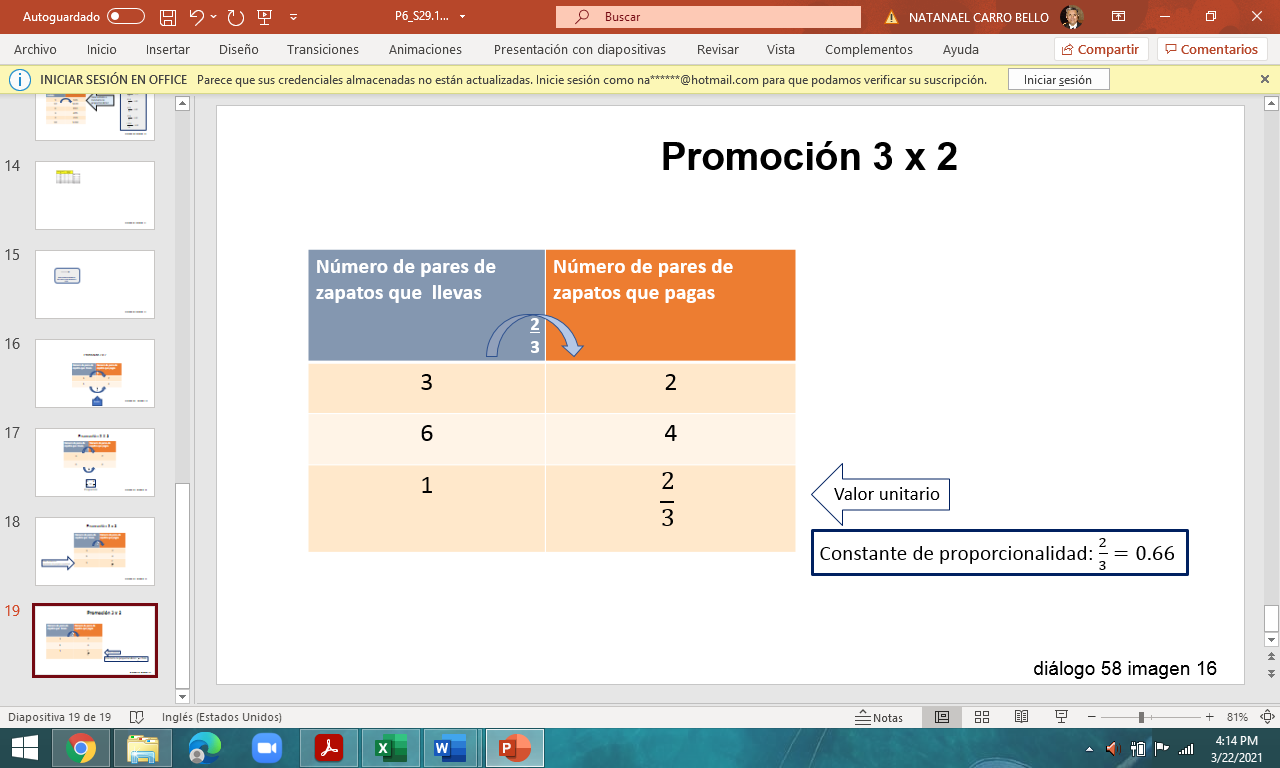 Autoguardado
P6_S29.1...
Buscar
NATANAEL CARRO BELLO
Archivo Inicio Insertar Diseño Transiciones Animaciones Presentación con diapositivas Revisar Vista Complementos Ayuda Compartir Comentarios
INICIAR SESIÓN EN OFFICE Parece que sus credenciales almacenadas no están actualizadas. Inicie sesión como na******@hotmail.com para que podamos verificar su suscripción. Iniciar sesión
14
15
16
17
18
19
Promoción 3 x 2
Número de pares de zapatos que llevas
Número de pares de zapatos que pagas
2
3
3 2
6 4
1 2/3
Valor unitario
Constante de proporcionalidad: 2/3 = 0.66
diálogo 58 imagen 16
Diapositiva 19 de 19 Inglés (Estados Unidos) Notas 81%
4:14 PM
3/22/2021